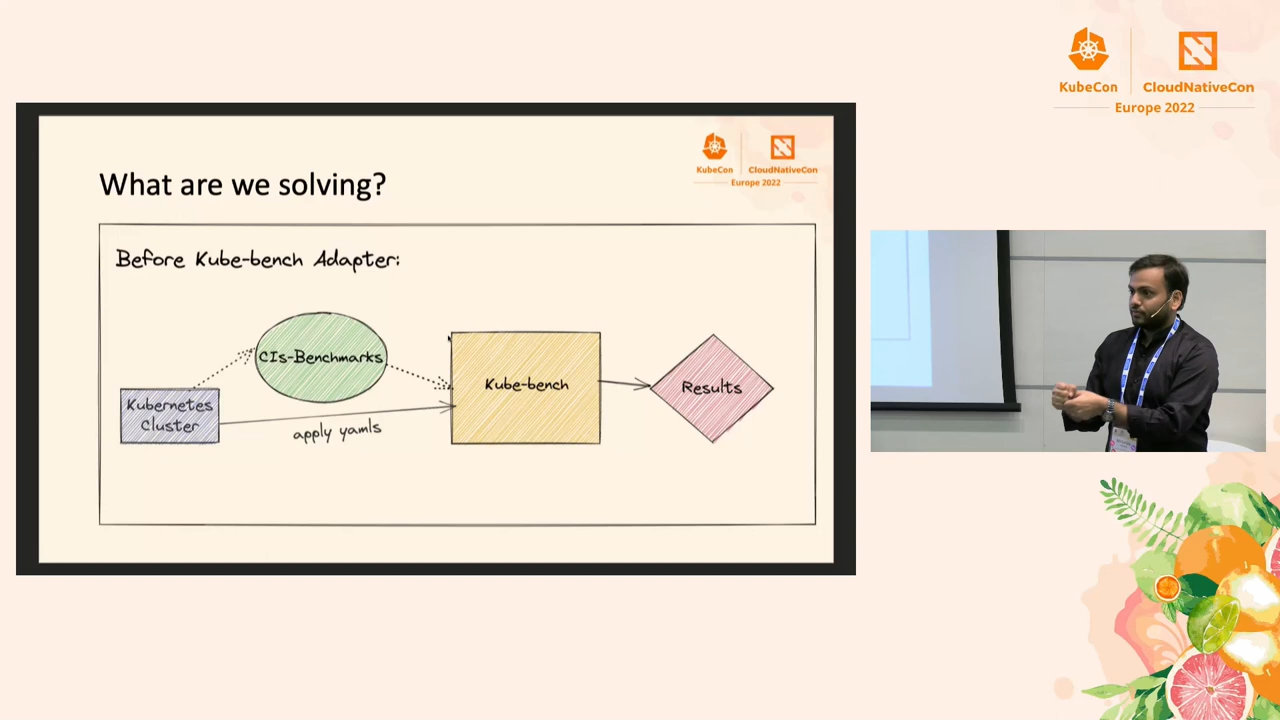 KubeCon
CloudNativeCon
Europe 2022
KubeCon
CloudNativeCon
Europe 2022
What are we solving?
Before Kube-bench Adapter:
CIs-Benchmarks
Kubernetes
Cluster
apply yamls
Kube-bench
Results